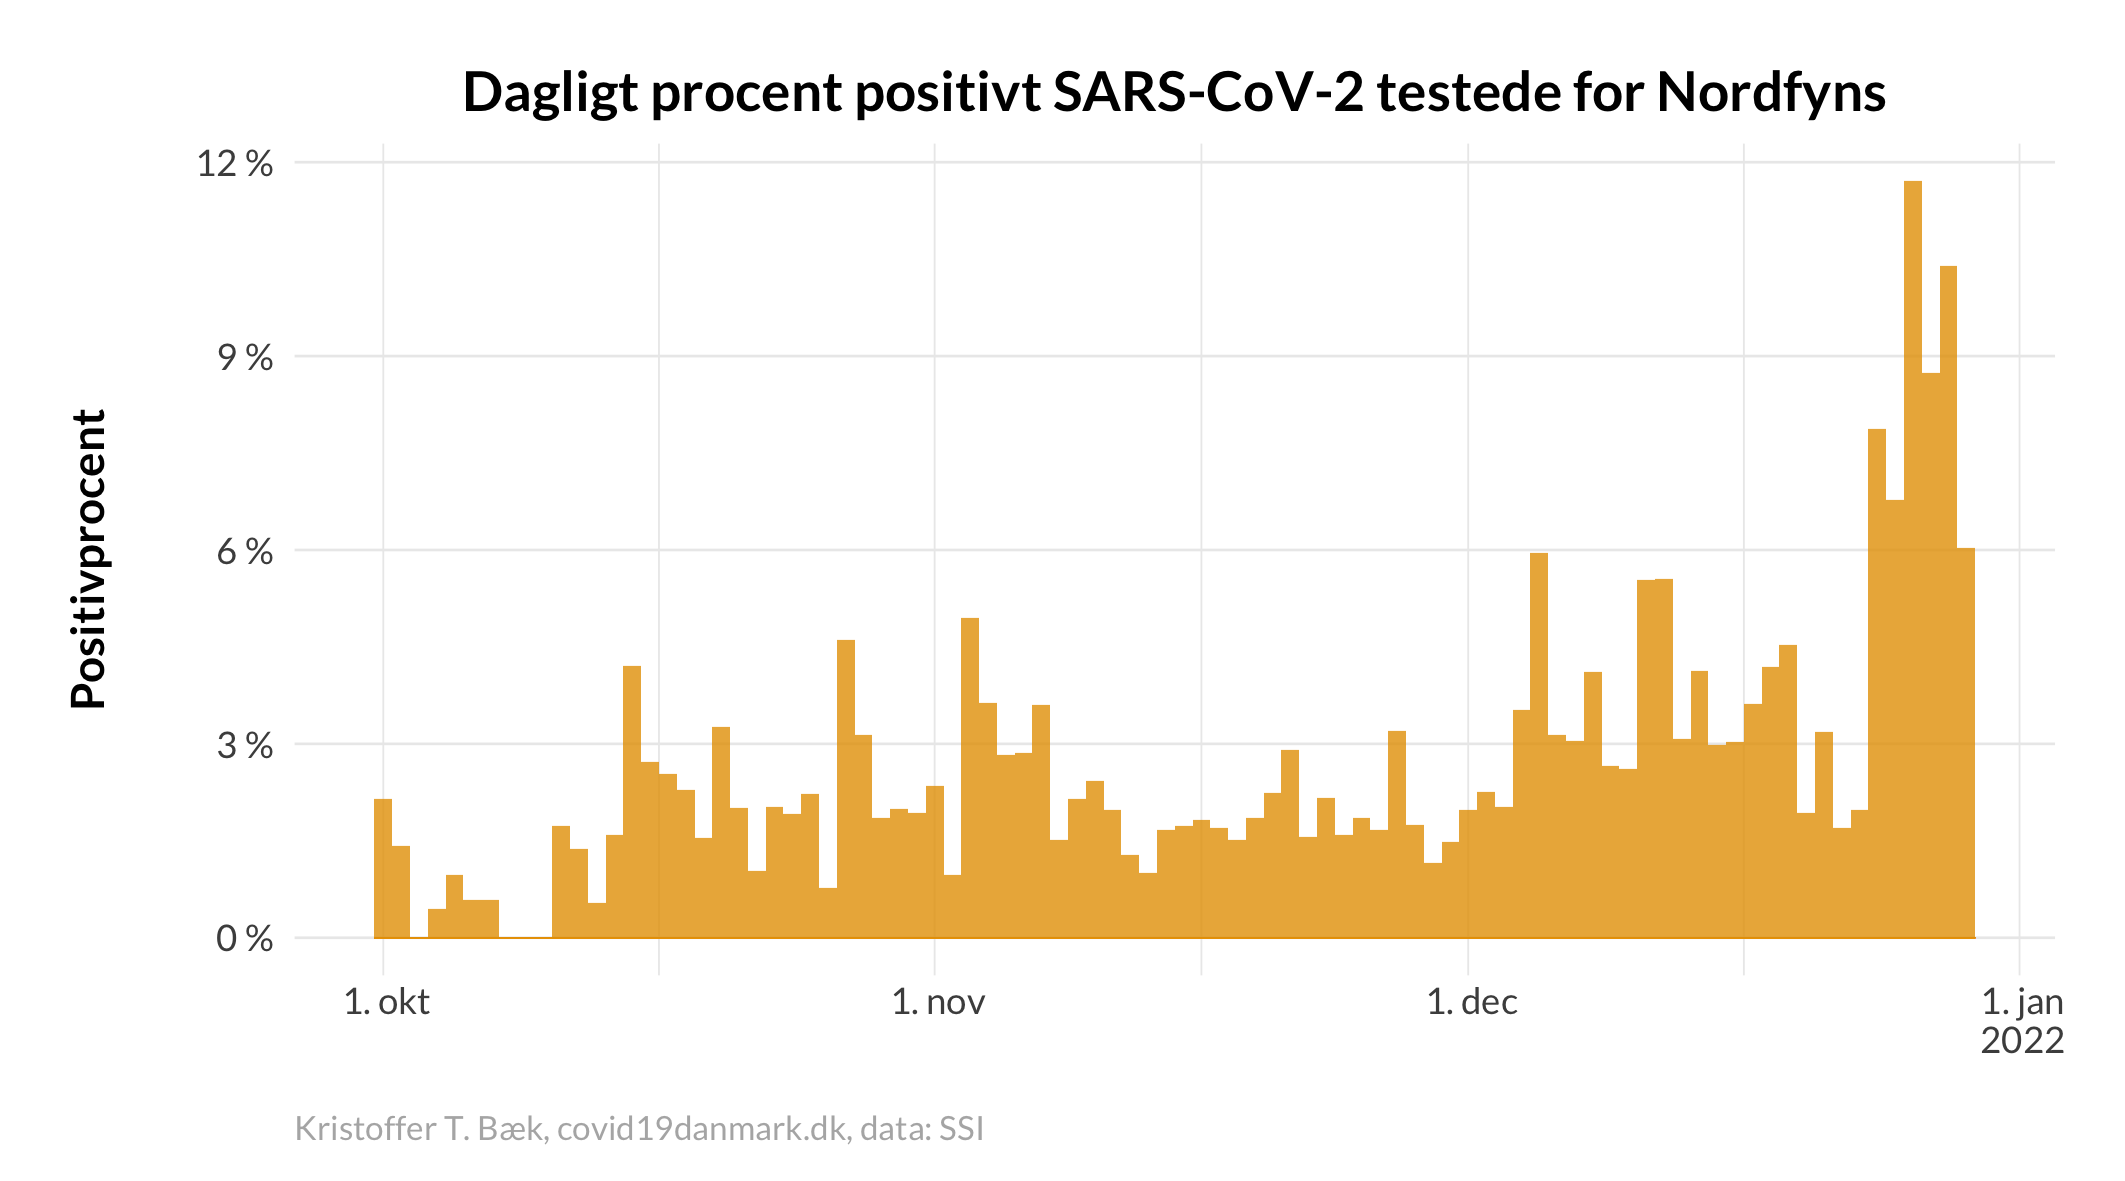 Dagligt procent positivt SARS-CoV-2 testede for Nordfyns
Positivprocent
12 %
9 %
6 %
3 %
0 %
1. okt
1. nov
1. dec
1. jan
2022
Kristoffer T. Bæk, covid19danmark.dk, data: SSI